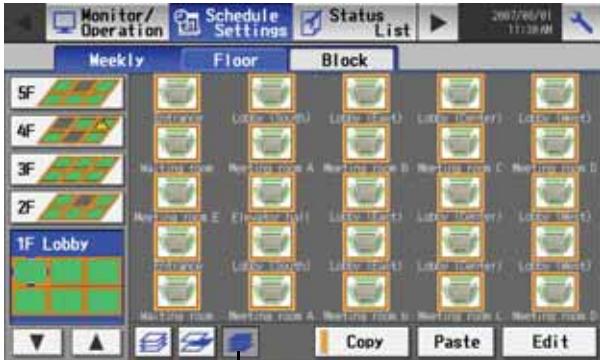 Monitor/ Operation
Schedule Settings
Status List
2007/06/01
11:30 AM
Weekly
Floor
Block
5F
4F
3F
2F
1F Lobby
Entrance
Lobby (South)
Lobby (East)
Lobby (Center)
Lobby (West)
Waiting room
Meeting room A
Meeting room B
Meeting room C
Meeting room D
Meeting room E
Elevator hall
Lobby (East)
Lobby (Center)
Lobby (West)
Entrance
Lobby (South)
Lobby (East)
Lobby (Center)
Lobby (West)
Waiting room
Meeting room A
Meeting room B
Meeting room C
Meeting room D
Copy
Paste
Edit